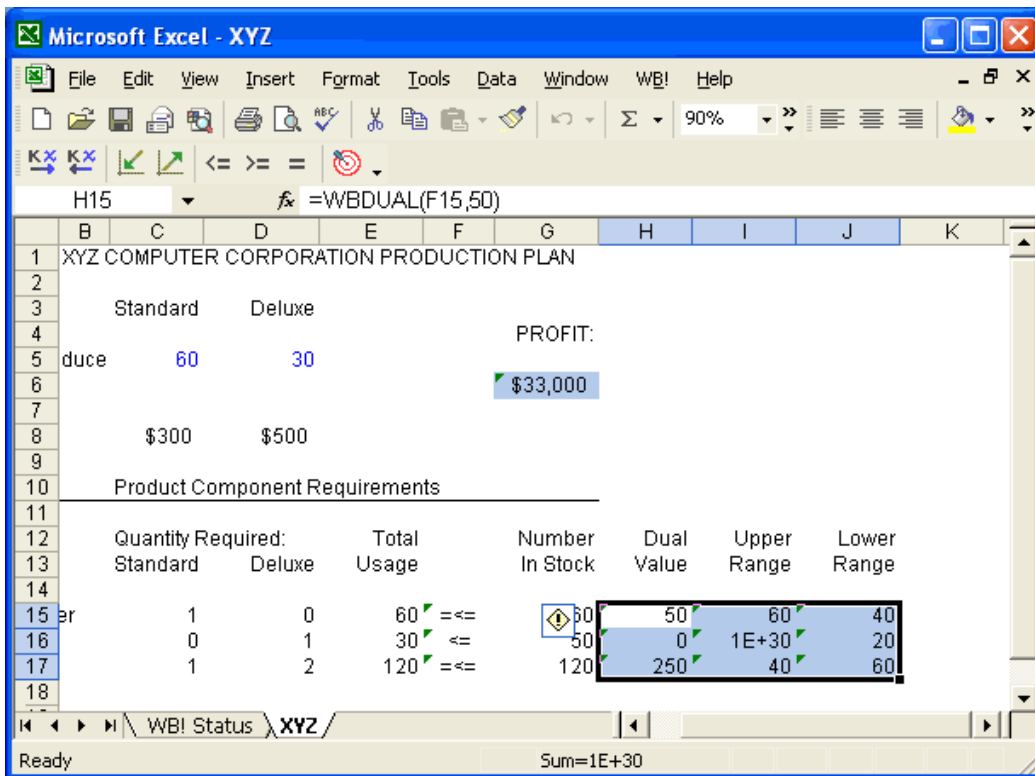 Microsoft Excel - XYZ
File Edit View Insert Format Tools Data Window WB! Help
ABC Σ 90% »
<= >= =
H15 fx =WBDUAL(F15,50)
B C D E F G H I J K
1 XYZ COMPUTER CORPORATION PRODUCTION PLAN
2
3 Standard Deluxe
4 PROFIT:
5 duce 60 30
6 $33,000
7
8 $300 $500
9
10 Product Component Requirements
11
12 Quantity Required: Total Number Dual Upper Lower
13 Standard Deluxe Usage In Stock Value Range Range
14
15 er 1 0 60 =<= 60 50 60 40
16 0 1 30 <= 50 0 1E+30 20
17 1 2 120 =<= 120 250 40 60
18
WB! Status XYZ
Ready Sum=1E+30